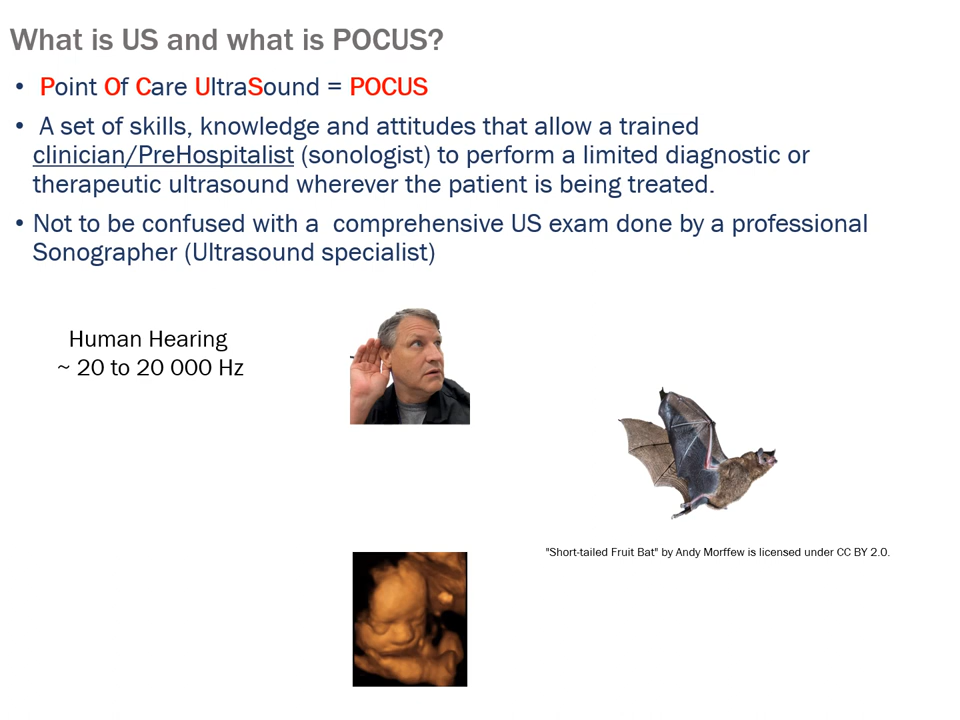 What is US and what is POCUS?
• Point Of Care UltraSound = POCUS
• A set of skills, knowledge and attitudes that allow a trained
clinician/PreHospitalist (sonologist) to perform a limited diagnostic or
therapeutic ultrasound wherever the patient is being treated.
• Not to be confused with a comprehensive US exam done by a professional
Sonographer (Ultrasound specialist)
Human Hearing
~ 20 to 20 000 Hz
"Short-tailed Fruit Bat" by Andy Morffew is licensed under CC BY 2.0.